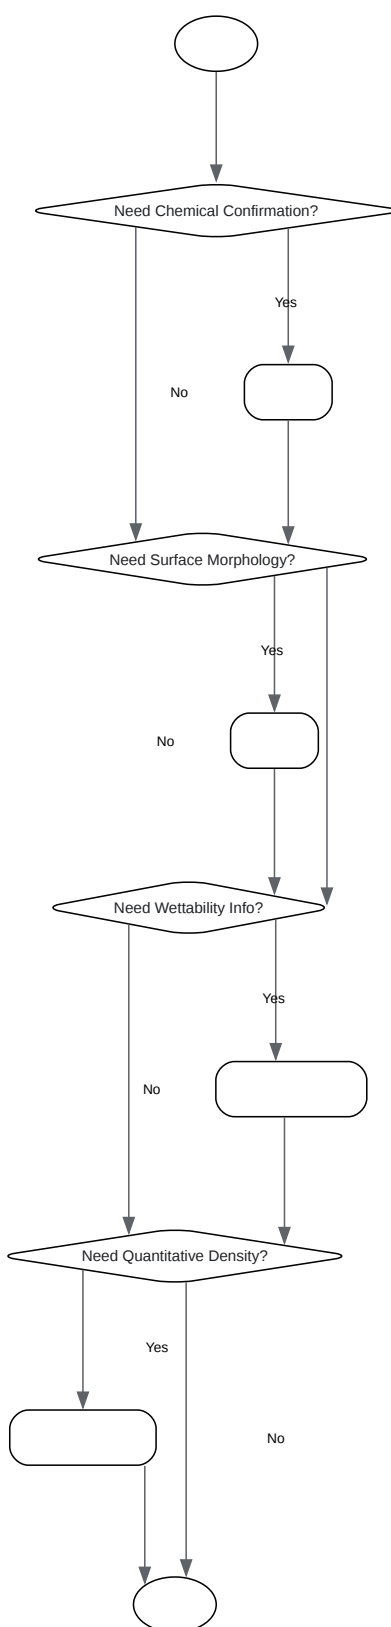 Need Chemical Confirmation?
Yes
No
Need Surface Morphology?
Yes
No
Need Wettability Info?
Yes
No
Need Quantitative Density?
Yes
No